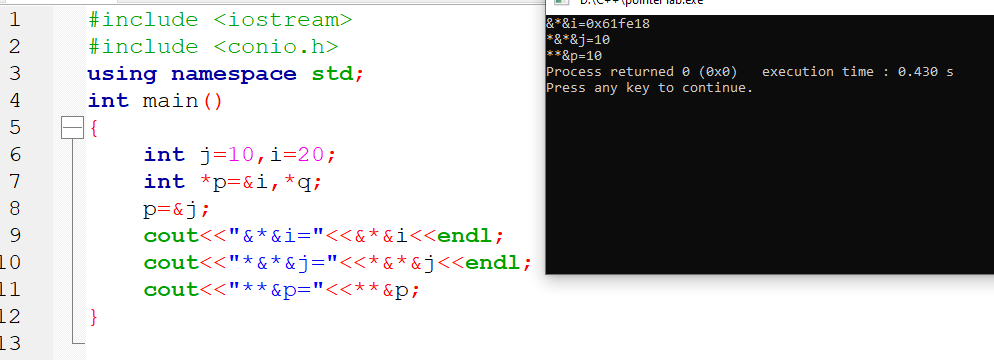 1 #include <iostream>
2 #include <conio.h>
3 using namespace std;
4 int main()
5 {
6 int j=10,i=20;
7 int *p=&i,*q;
8 p=&j;
9 cout<<"&*&i="<<&*&i<<endl;
10 cout<<"*&*&j="<<*&*&j<<endl;
11 cout<<"**&p="<<**&p;
12 }
13
&*&i=0x61fe18
*&*&j=10
**&p=10
Process returned 0 (0x0) execution time : 0.430 s
Press any key to continue.